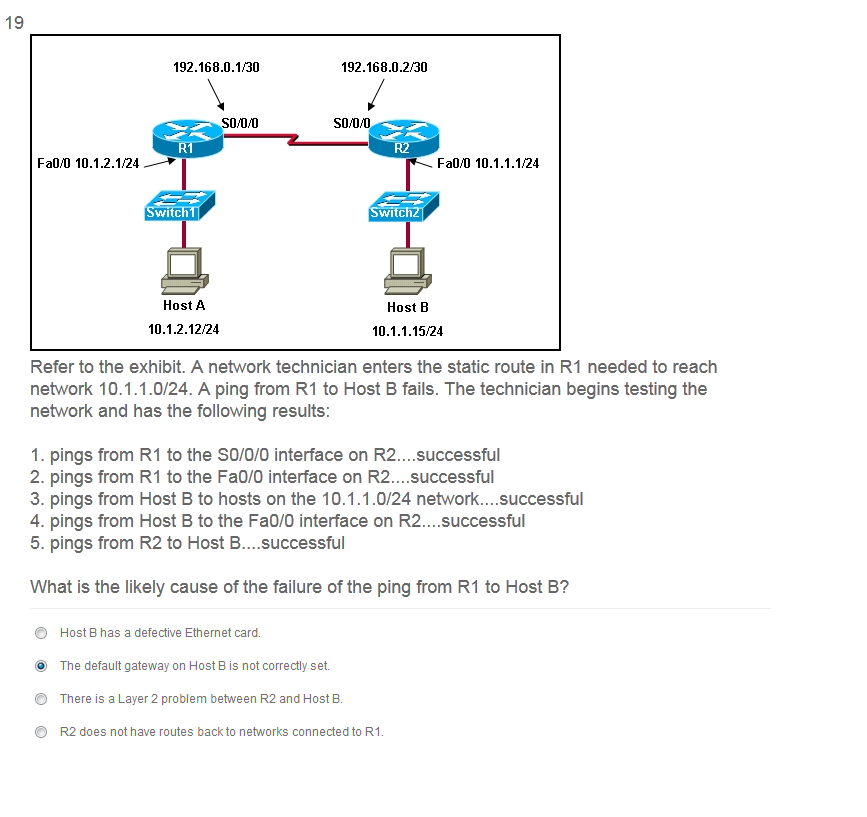 19
192.168.0.1/30 192.168.0.2/30
S0/0/0 S0/0/0
R1 R2
Fa0/0 10.1.2.1/24 Fa0/0 10.1.1.1/24
Switch1 Switch2
Host A Host B
10.1.2.12/24 10.1.1.15/24
Refer to the exhibit. A network technician enters the static route in R1 needed to reach
network 10.1.1.0/24. A ping from R1 to Host B fails. The technician begins testing the
network and has the following results:
1. pings from R1 to the S0/0/0 interface on R2....successful
2. pings from R1 to the Fa0/0 interface on R2....successful
3. pings from Host B to hosts on the 10.1.1.0/24 network....successful
4. pings from Host B to the Fa0/0 interface on R2....successful
5. pings from R2 to Host B....successful
What is the likely cause of the failure of the ping from R1 to Host B?
Host B has a defective Ethernet card.
The default gateway on Host B is not correctly set.
There is a Layer 2 problem between R2 and Host B.
R2 does not have routes back to networks connected to R1.